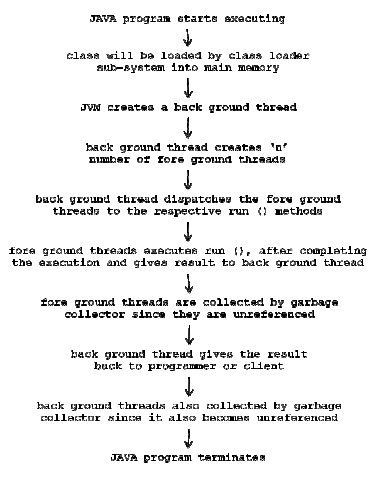 JAVA program starts executing
class will be loaded by class loader
sub-system into main memory
JVM creates a back ground thread
back ground thread creates 'n'
number of fore ground threads
back ground thread dispatches the fore ground
threads to the respective run () methods
fore ground threads executes run (), after completing
the execution and gives result to back ground thread
fore ground threads are collected by garbage
collector since they are unreferenced
back ground thread gives the result
back to programmer or client
back ground threads also collected by garbage
collector since it also becomes unreferenced
JAVA program terminates